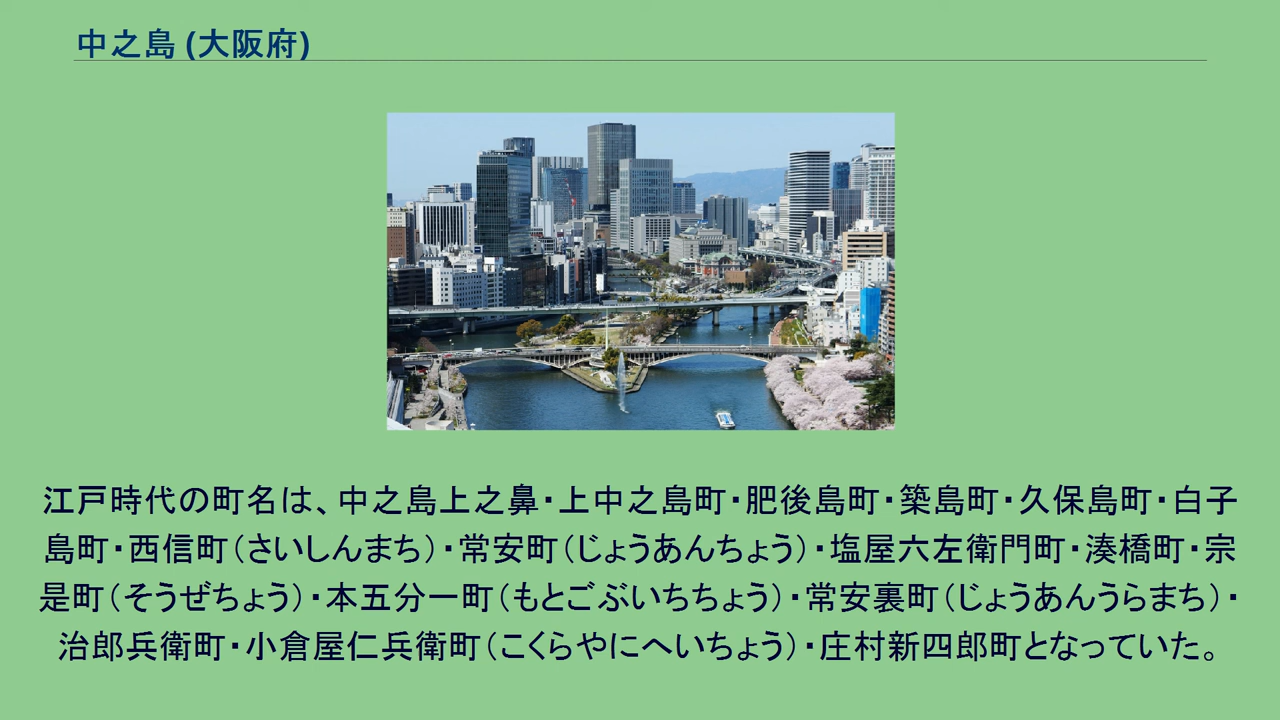 中之島 (大阪府)
江戸時代の町名は、中之島上之鼻・上中之島町・肥後島町・築島町・久保島町・白子
島町・西信町（さいしんまち）・常安町（じょうあんちょう）・塩屋六左衛門町・湊橋町・宗
是町（そうぜちょう）・本五分一町（もとごぶいちちょう）・常安裏町（じょうあんうらまち）・
治郎兵衛町・小倉屋仁兵衛町（こくらやにへいちょう）・庄村新四郎町となっていた。